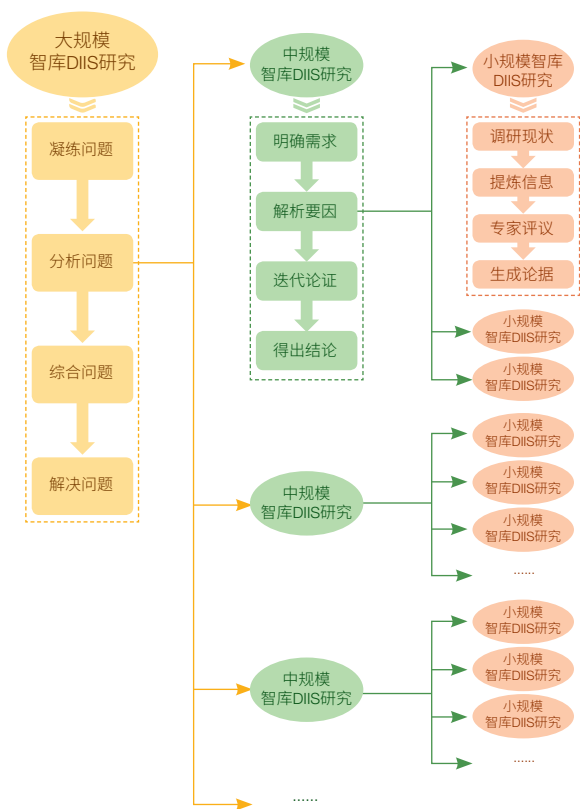 大规模
智库DIIS研究
凝练问题
分析问题
综合问题
解决问题
中规模
智库DIIS研究
明确需求
解析要因
迭代论证
得出结论
小规模智库
DIIS研究
调研现状
提炼信息
专家评议
生成论据
小规模
智库DIIS研究
小规模
智库DIIS研究
中规模
智库DIIS研究
小规模
智库DIIS研究
小规模
智库DIIS研究
小规模
智库DIIS研究
......
中规模
智库DIIS研究
小规模
智库DIIS研究
小规模
智库DIIS研究
小规模
智库DIIS研究
......
......